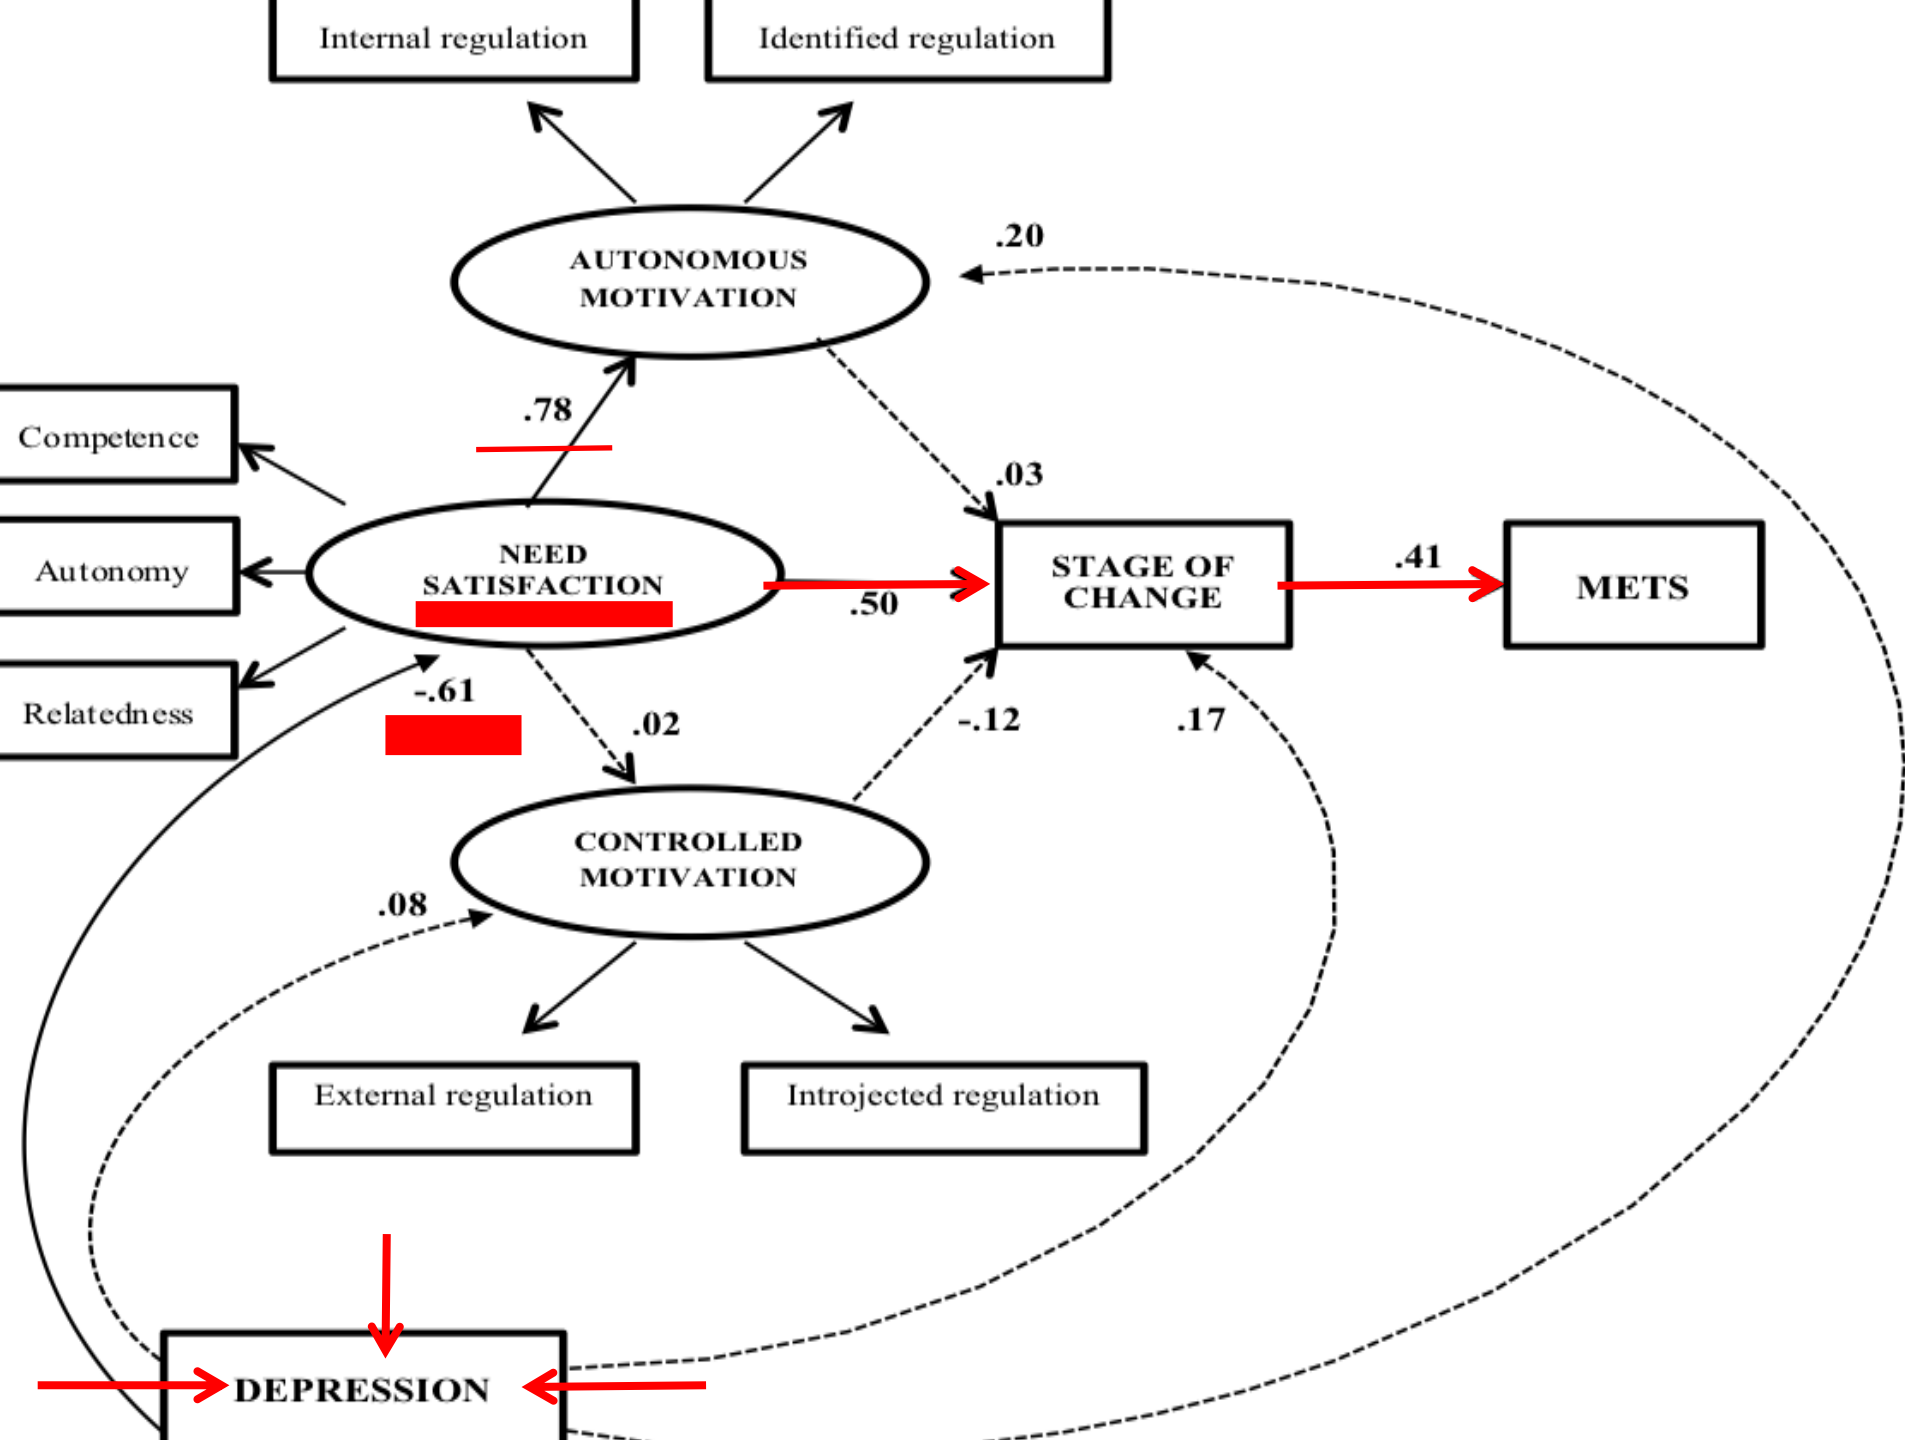 Internal regulation
Identified regulation
.20
AUTONOMOUS
MOTIVATION
.78
Competence
.03
NEED
SATISFACTION
Autonomy
.50
STAGE OF
CHANGE
.41
METS
Relatedness
-.61
.02
-.12
.17
CONTROLLED
MOTIVATION
.08
External regulation
Introjected regulation
DEPRESSION